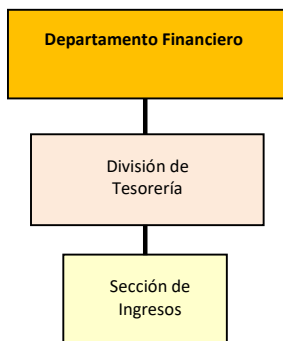 Departamento Financiero
División de
Tesorería
Sección de
Ingresos